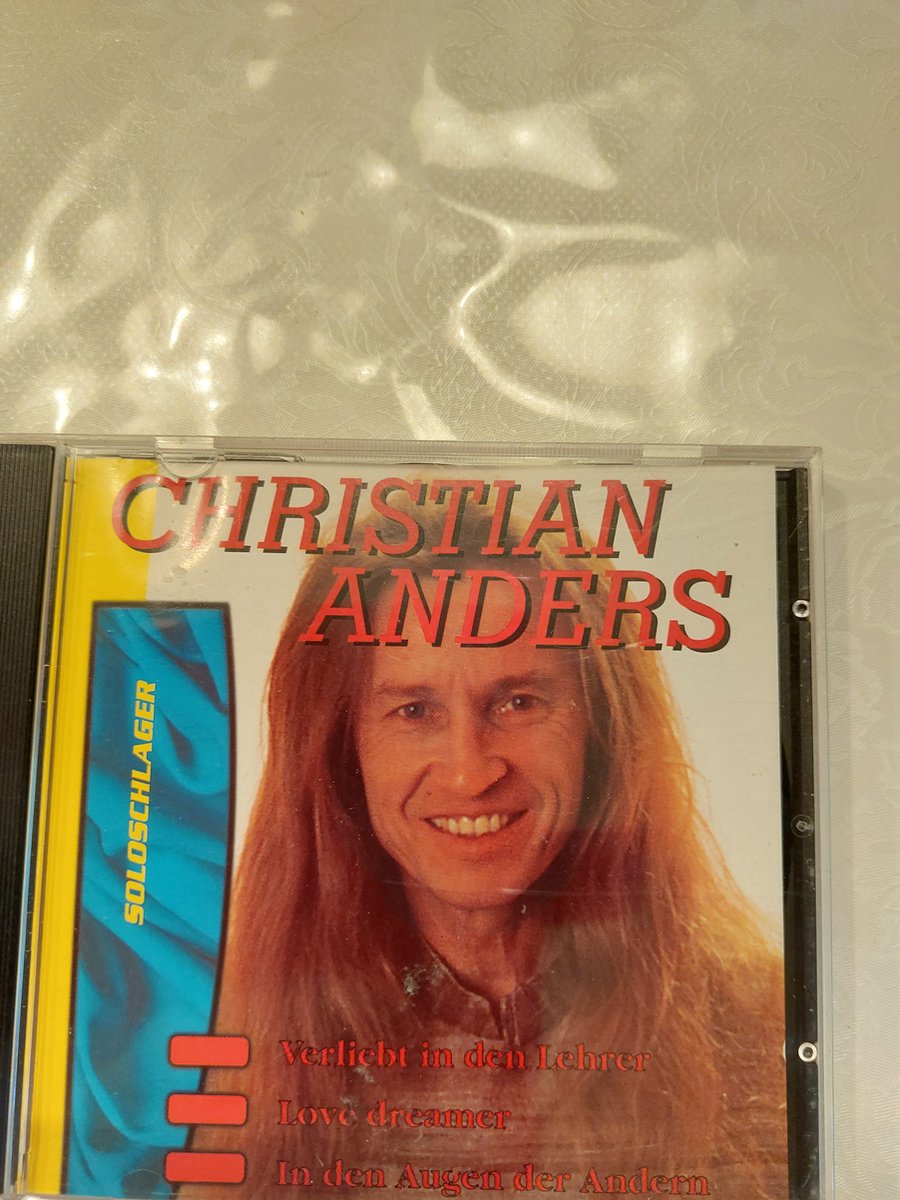 CHRISTIAN
ANDERS
SOLOSCHLAGER
Verliebt in den Lehrer
Love dreamer
In den Augen der Andern